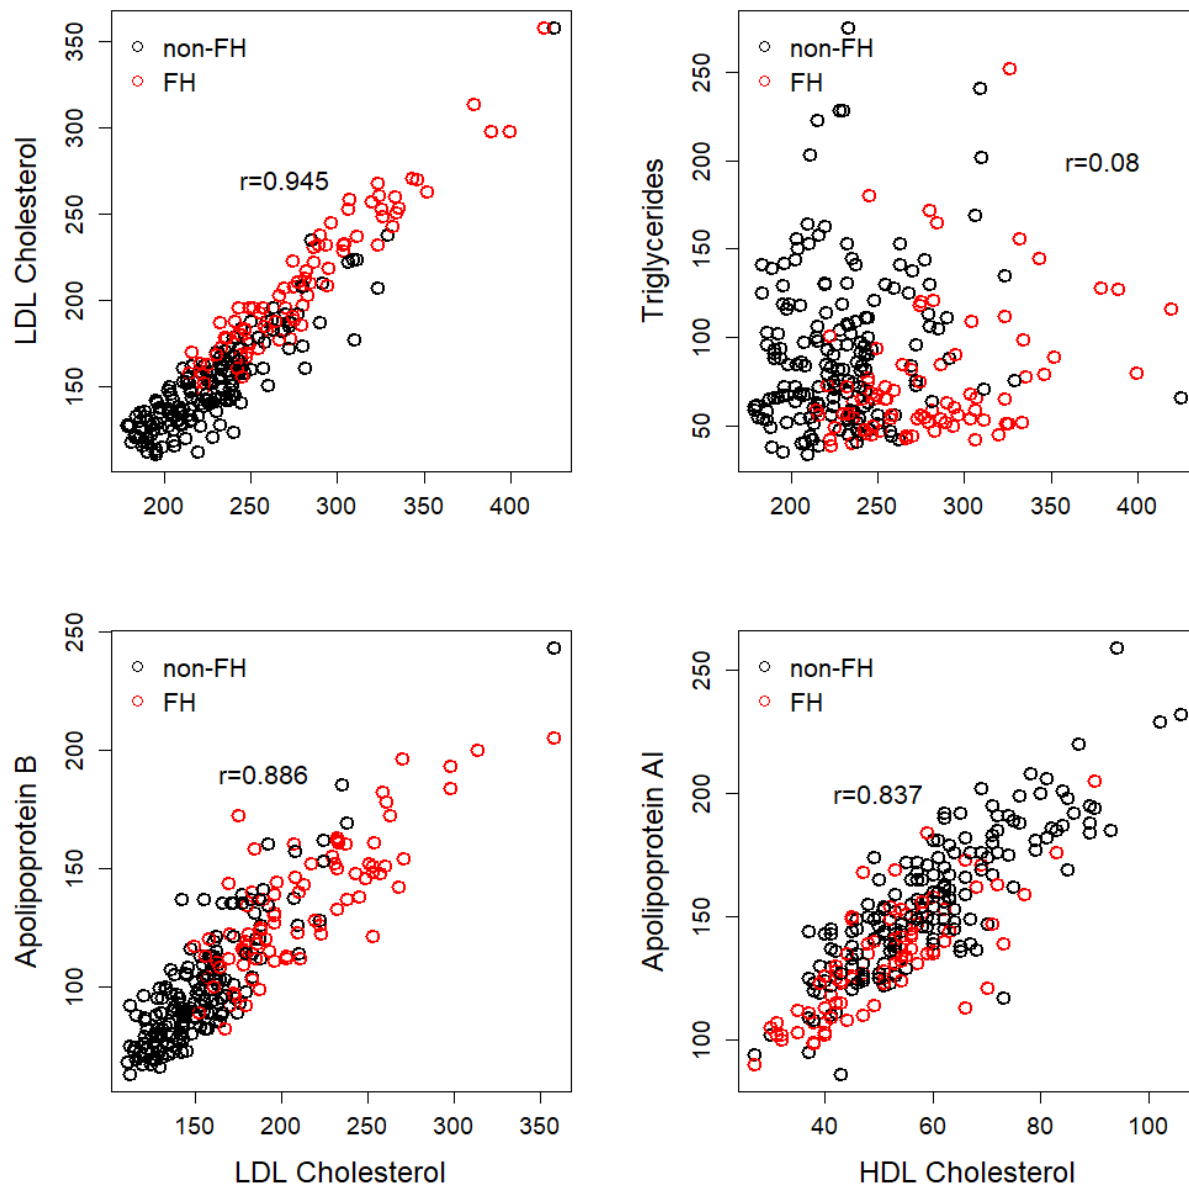 LDL Cholesterol
350
300
250
200
150
non-FH
FH
r=0.945
200 250 300 350 400
Triglycerides
250
200
150
100
50
non-FH
FH
r=0.08
200 250 300 350 400
Apolipoprotein B
250
200
150
100
non-FH
FH
r=0.886
150 200 250 300 350
LDL Cholesterol
Apolipoprotein AI
250
200
150
100
non-FH
FH
r=0.837
40 60 80 100
HDL Cholesterol